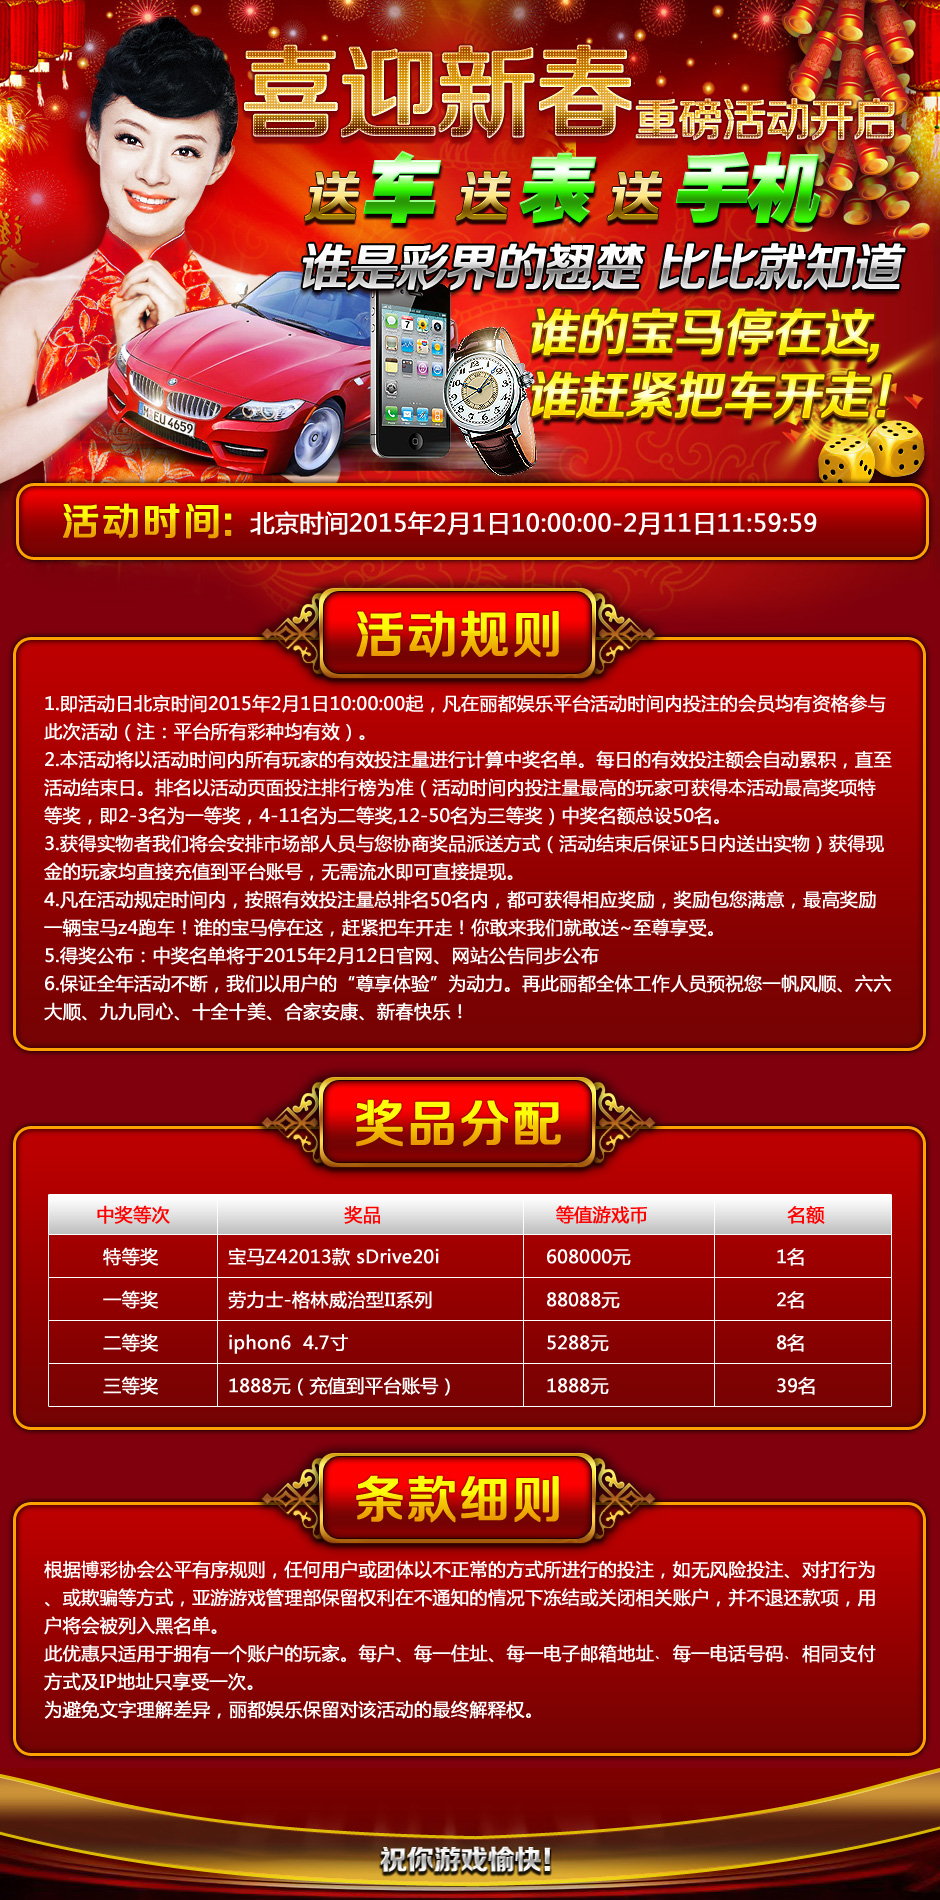 喜迎新春 重磅活动开启
送车 送表 送手机
谁是彩界的翘楚 比比就知道
谁的宝马停在这,
谁赶紧把车开走!
M EU 4659
活动时间: 北京时间2015年2月1日10:00:00-2月11日11:59:59
活动规则
1.即活动日北京时间2015年2月1日10:00:00起，凡在丽都娱乐平台活动时间内投注的会员均有资格参与
此次活动（注：平台所有彩种均有效）。
2.本活动将以活动时间内所有玩家的有效投注量进行计算中奖名单。每日的有效投注额会自动累积，直至
活动结束日。排名以活动页面投注排行榜为准（活动时间内投注量最高的玩家可获得本活动最高奖项特
等奖，即2-3名为一等奖，4-11名为二等奖,12-50名为三等奖）中奖名额总设50名。
3.获得实物者我们将会安排市场部人员与您协商奖品派送方式（活动结束后保证5日内送出实物）获得现
金的玩家均直接充值到平台账号，无需流水即可直接提现。
4.凡在活动规定时间内，按照有效投注量总排名50名内，都可获得相应奖励，奖励包您满意，最高奖励
一辆宝马z4跑车！谁的宝马停在这，赶紧把车开走！你敢来我们就敢送~至尊享受。
5.得奖公布：中奖名单将于2015年2月12日官网、网站公告同步公布
6.保证全年活动不断，我们以用户的“尊享体验”为动力。再此丽都全体工作人员预祝您一帆风顺、六六
大顺、九九同心、十全十美、合家安康、新春快乐！
奖品分配
中奖等次 奖品 等值游戏币 名额
特等奖 宝马Z42013款 sDrive20i 608000元 1名
一等奖 劳力士-格林威治型II系列 88088元 2名
二等奖 iphon6 4.7寸 5288元 8名
三等奖 1888元（充值到平台账号） 1888元 39名
条款细则
根据博彩协会公平有序规则，任何用户或团体以不正常的方式所进行的投注，如无风险投注、对打行为
、或欺骗等方式，亚游游戏管理部保留权利在不通知的情况下冻结或关闭相关账户，并不退还款项，用
户将会被列入黑名单。
此优惠只适用于拥有一个账户的玩家。每户、每一住址、每一电子邮箱地址、每一电话号码、相同支付
方式及IP地址只享受一次。
为避免文字理解差异，丽都娱乐保留对该活动的最终解释权。
祝你游戏愉快!